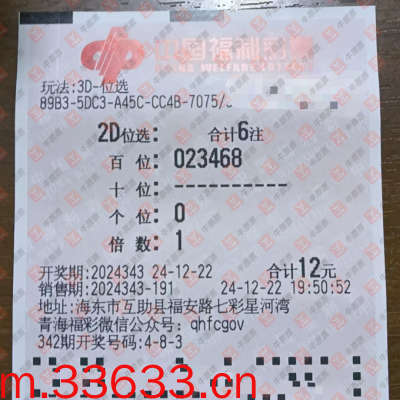 中国福利彩票
NA WELFARE LOT
玩法:3D-位选
89B3-5DC3-A45C-CC4B-7075/
2D位选: 合计6注
百 位: 023468
十 位: ----------
个 位: 0
倍 数: 1
开奖期:2024343 24-12-22 合计12元
销售期:2024343-191 24-12-22 19:50:52
地址:海东市互助县福安路七彩星河湾
青海福彩微信公众号: qhfcgov
342期开奖号码:4-8-3
m.33633.cn